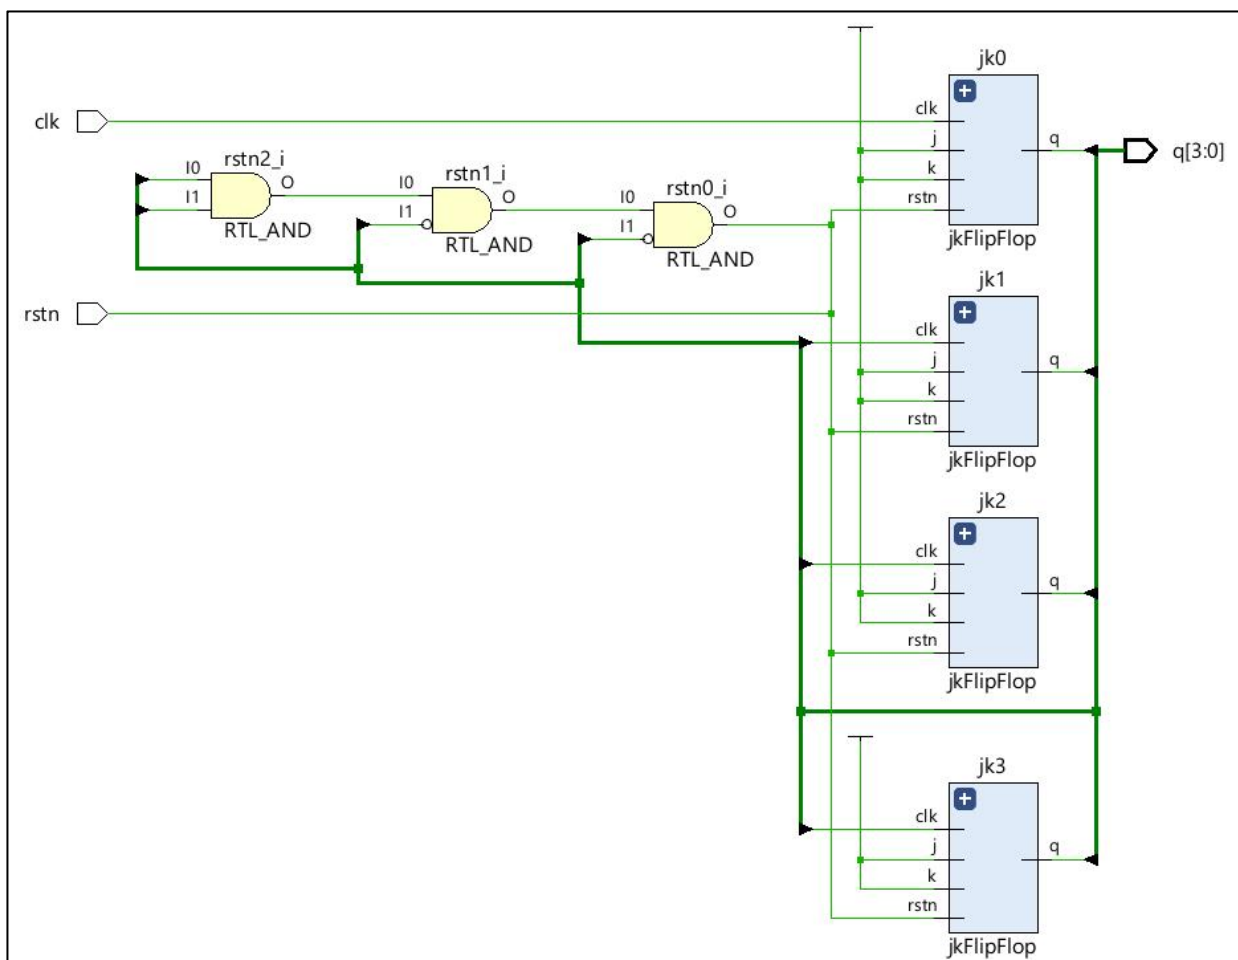 jk0
clk
clk
j
k
rstn
q
jkFlipFlop
q[3:0]
rstn2_i
I0
I1
O
RTL_AND
rstn1_i
I0
I1
O
RTL_AND
rstn0_i
I0
I1
O
RTL_AND
rstn
jk1
clk
j
k
rstn
q
jkFlipFlop
jk2
clk
j
k
rstn
q
jkFlipFlop
jk3
clk
j
k
rstn
q
jkFlipFlop